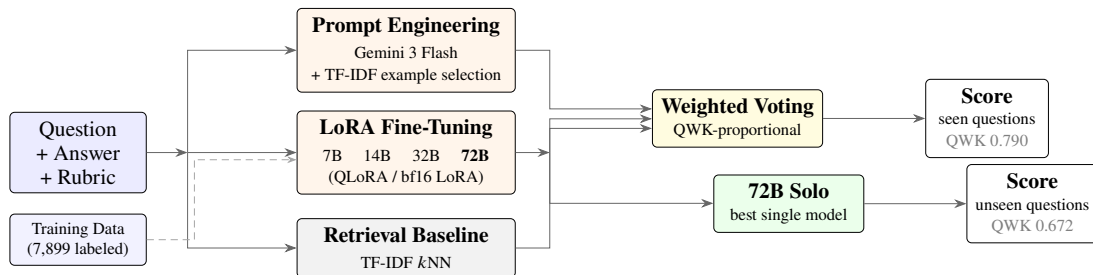 Question
+ Answer
+ Rubric
Training Data
(7,899 labeled)
Prompt Engineering
Gemini 3 Flash
+ TF-IDF example selection
LoRA Fine-Tuning
7B 14B 32B 72B
(QLoRA / bf16 LoRA)
Retrieval Baseline
TF-IDF kNN
Weighted Voting
QWK-proportional
72B Solo
best single model
Score
seen questions
QWK 0.790
Score
unseen questions
QWK 0.672